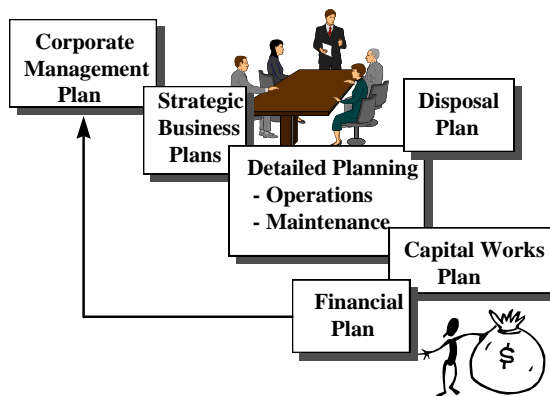 Corporate
Management
Plan
Strategic
Business
Plans
Disposal
Plan
Detailed Planning
- Operations
- Maintenance
Capital Works
Plan
Financial
Plan
$